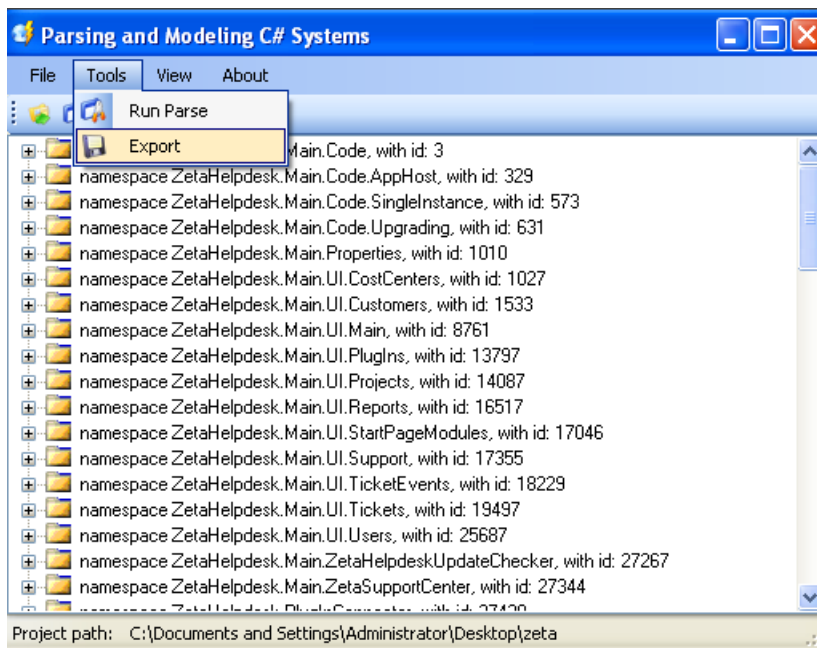 Parsing and Modeling C# Systems
File Tools View About
Run Parse
Export
Main.Code, with id: 3
namespace ZetaHelpdesk.Main.Code.AppHost, with id: 329
namespace ZetaHelpdesk.Main.Code.SingleInstance, with id: 573
namespace ZetaHelpdesk.Main.Code.Upgrading, with id: 631
namespace ZetaHelpdesk.Main.Properties, with id: 1010
namespace ZetaHelpdesk.Main.UI.CostCenters, with id: 1027
namespace ZetaHelpdesk.Main.UI.Customers, with id: 1533
namespace ZetaHelpdesk.Main.UI.Main, with id: 8761
namespace ZetaHelpdesk.Main.UI.PlugIns, with id: 13797
namespace ZetaHelpdesk.Main.UI.Projects, with id: 14087
namespace ZetaHelpdesk.Main.UI.Reports, with id: 16517
namespace ZetaHelpdesk.Main.UI.StartPageModules, with id: 17046
namespace ZetaHelpdesk.Main.UI.Support, with id: 17355
namespace ZetaHelpdesk.Main.UI.TicketEvents, with id: 18229
namespace ZetaHelpdesk.Main.UI.Tickets, with id: 19497
namespace ZetaHelpdesk.Main.UI.Users, with id: 25687
namespace ZetaHelpdesk.Main.ZetaHelpdeskUpdateChecker, with id: 27267
namespace ZetaHelpdesk.Main.ZetaSupportCenter, with id: 27344
Project path: C:\Documents and Settings\Administrator\Desktop\zeta